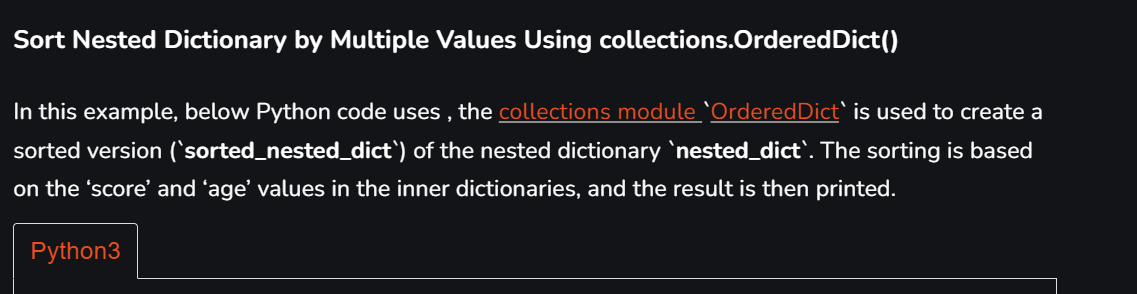 Sort Nested Dictionary by Multiple Values Using collections.OrderedDict()
In this example, below Python code uses , the collections module `OrderedDict` is used to create a
sorted version (`sorted_nested_dict`) of the nested dictionary `nested_dict`. The sorting is based
on the ‘score’ and ‘age’ values in the inner dictionaries, and the result is then printed.
Python3